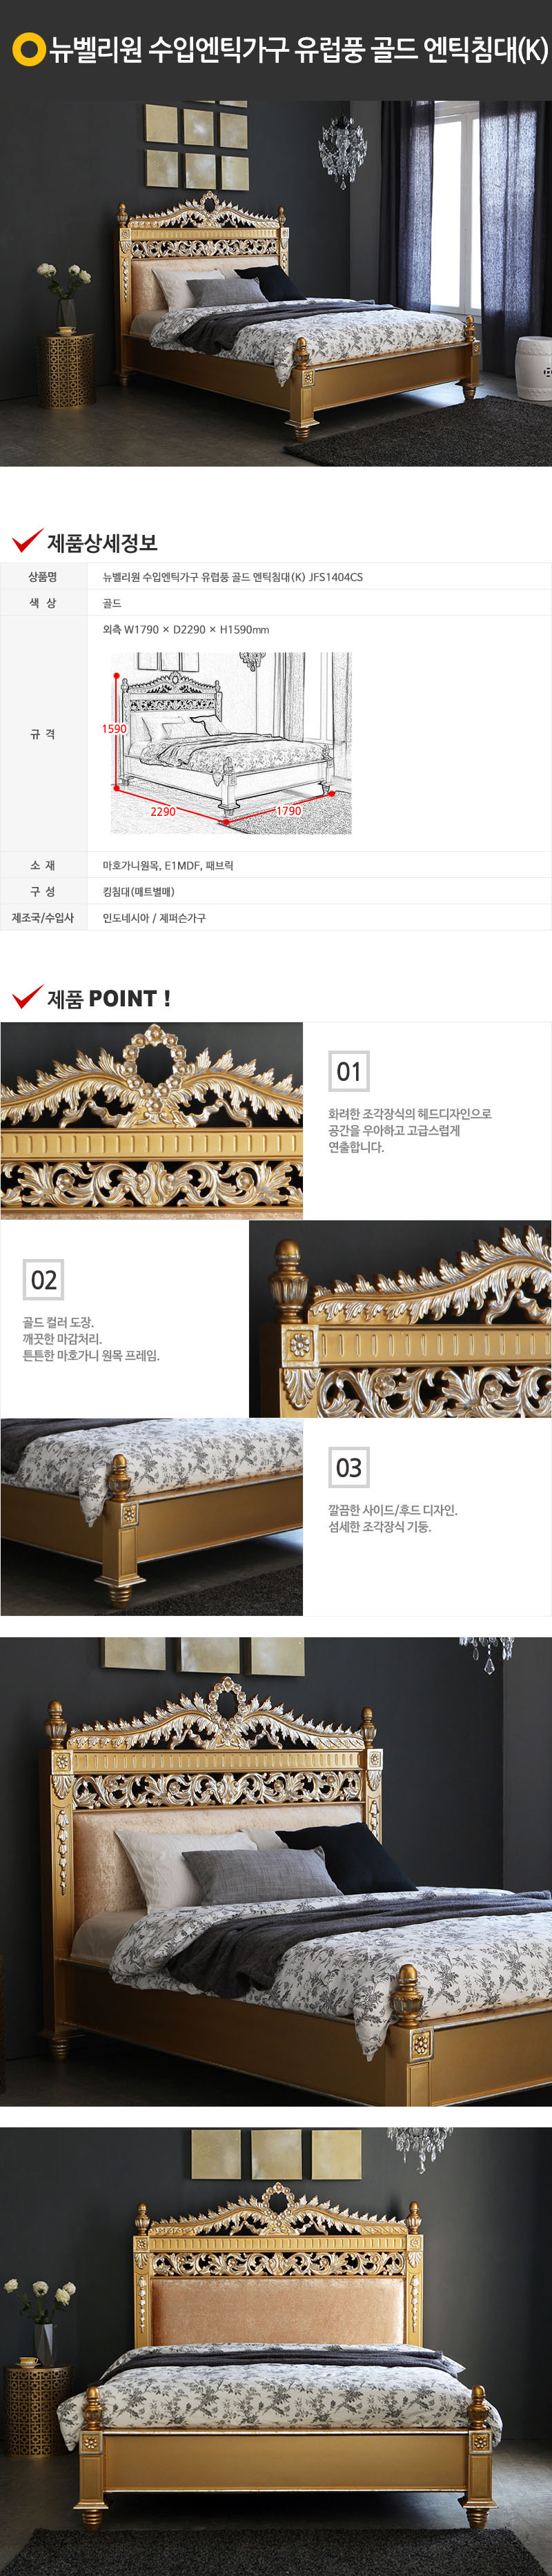 뉴벨리원 수입엔틱가구 유럽풍 골드 엔틱침대(K)
제품상세정보
상품명 뉴벨리원 수입엔틱가구 유럽풍 골드 엔틱침대(K) JFS1404CS
색 상 골드
규 격 외측 W1790 × D2290 × H1590mm
1590
2290
1790
소 재 마호가니원목, E1MDF, 패브릭
구 성 킹침대(매트별매)
제조국/수입사 인도네시아 / 제퍼슨가구
제품 POINT !
01
화려한 조각장식의 헤드디자인으로
공간을 우아하고 고급스럽게
연출합니다.
02
골드 컬러 도장.
깨끗한 마감처리.
튼튼한 마호가니 원목 프레임.
03
깔끔한 사이드/후드 디자인.
섬세한 조각장식 기둥.